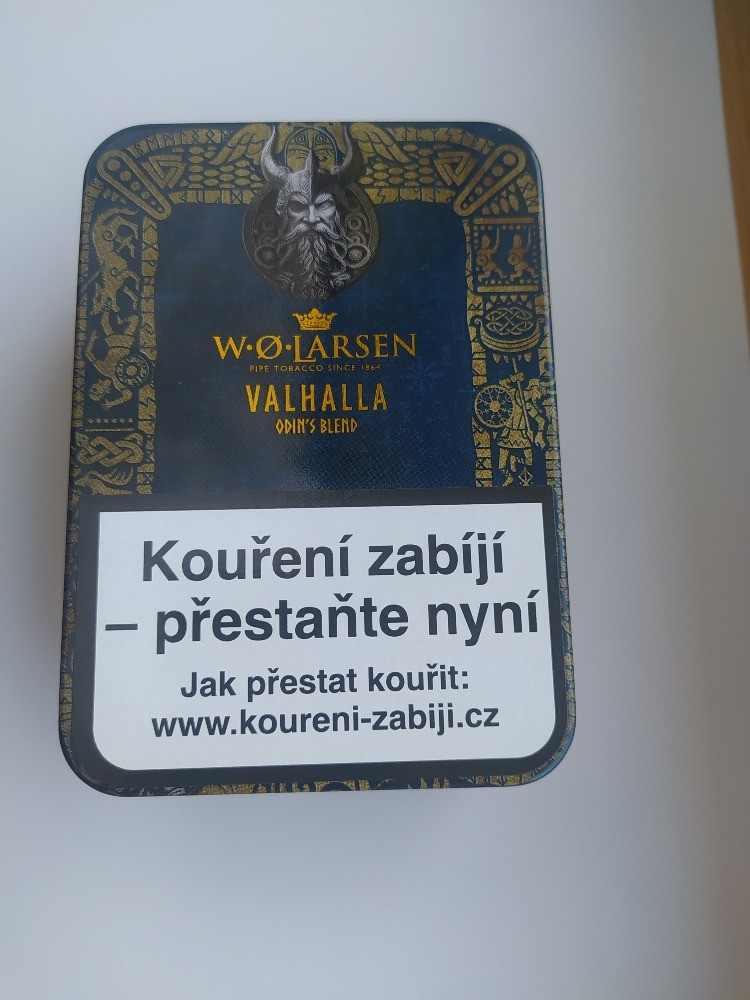 W·Ø·LARSEN
PIPE TOBACCO SINCE 1864
VALHALLA
ODIN'S BLEND
Kouření zabíjí
– přestaňte nyní
Jak přestat kouřit:
www.koureni-zabiji.cz